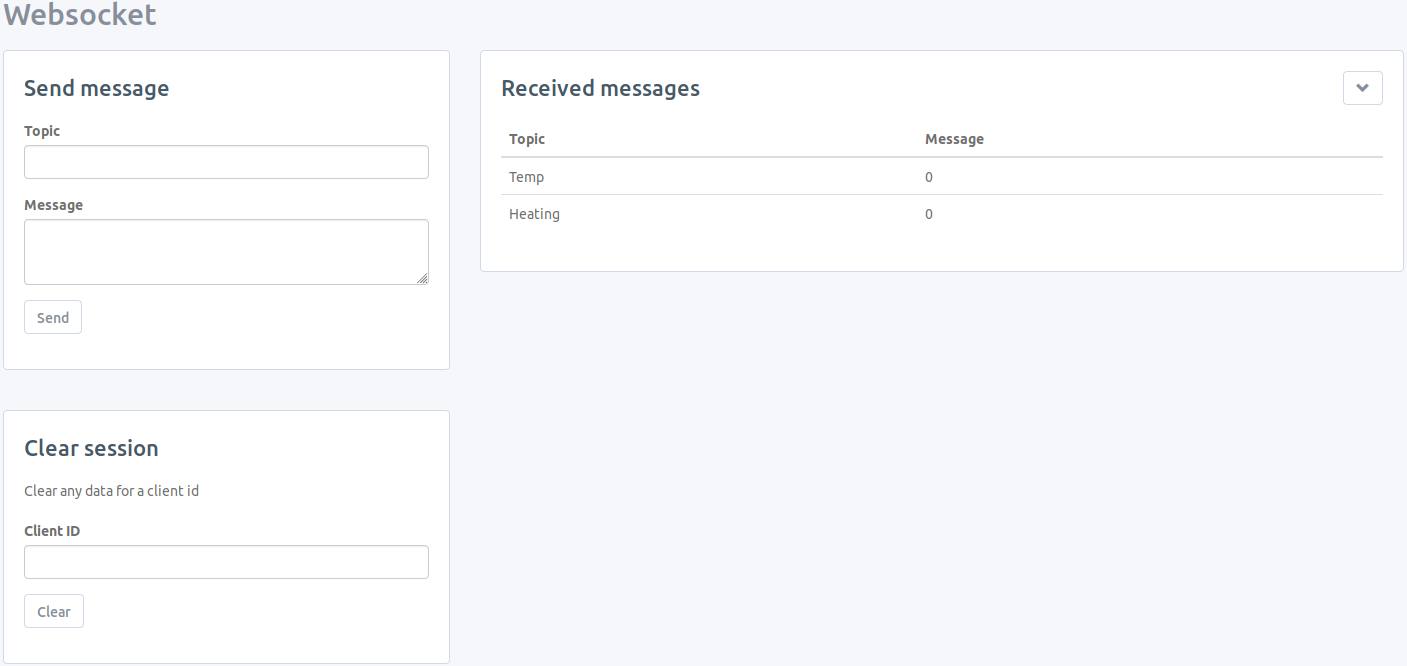 Websocket
Send message
Topic
Message
Send
Clear session
Clear any data for a client id
Client ID
Clear
Received messages
Topic Message
Temp 0
Heating 0